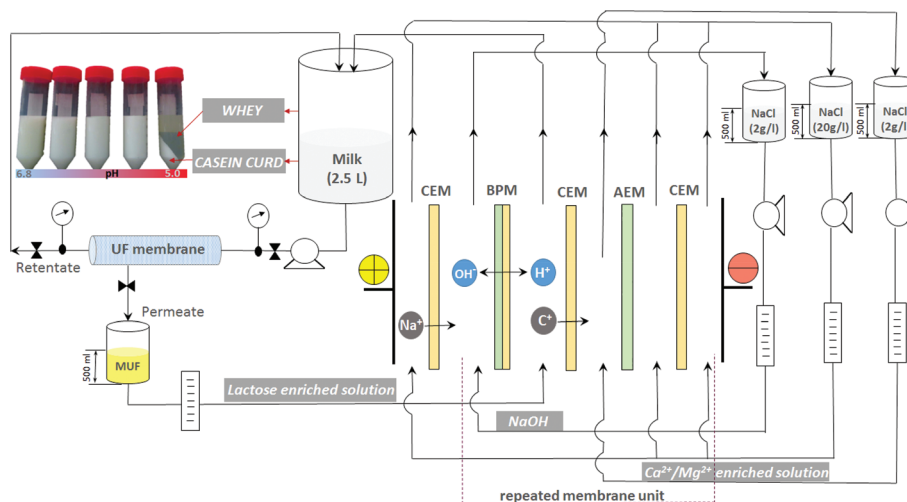 WHEY
CASEIN CURD
6.8
pH
5.0
Milk
(2.5 L)
NaCl
(2g/l)
500 ml
NaCl
(20g/l)
500 ml
NaCl
(2g/l)
500 ml
CEM
BPM
CEM
AEM
CEM
UF membrane
Retentate
Permeate
OH⁻
H⁺
Na⁺
C⁺
MUF
500 ml
Lactose enriched solution
NaOH
Ca²⁺/Mg²⁺ enriched solution
repeated membrane unit